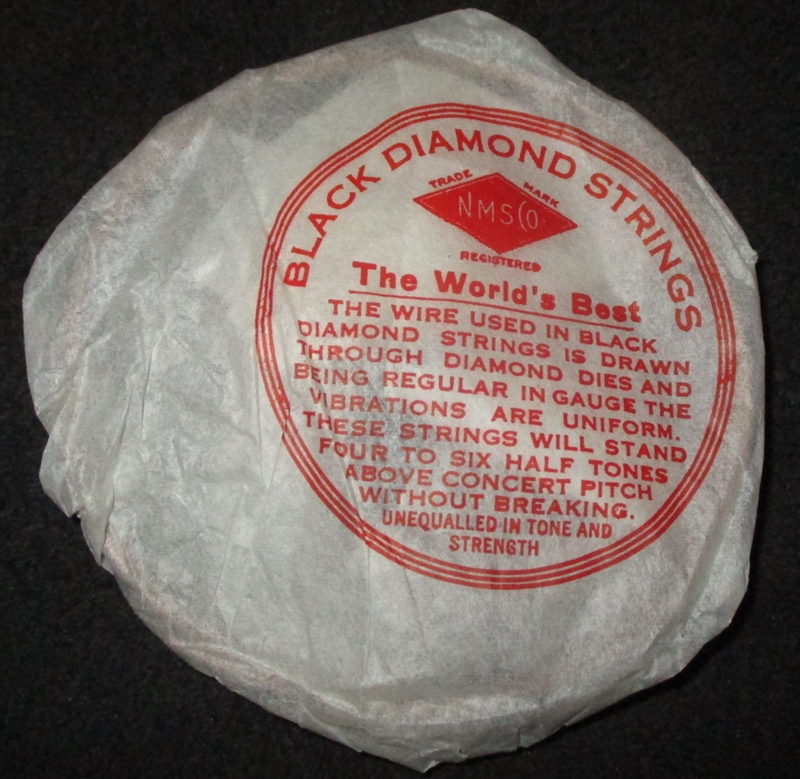 BLACK DIAMOND STRINGS
TRADE MARK
NMSCO
REGISTERED
The World's Best
THE WIRE USED IN BLACK
DIAMOND STRINGS IS DRAWN
THROUGH DIAMOND DIES AND
BEING REGULAR IN GAUGE THE
VIBRATIONS ARE UNIFORM.
THESE STRINGS WILL STAND
FOUR TO SIX HALF TONES
ABOVE CONCERT PITCH
WITHOUT BREAKING.
UNEQUALLED IN TONE AND
STRENGTH